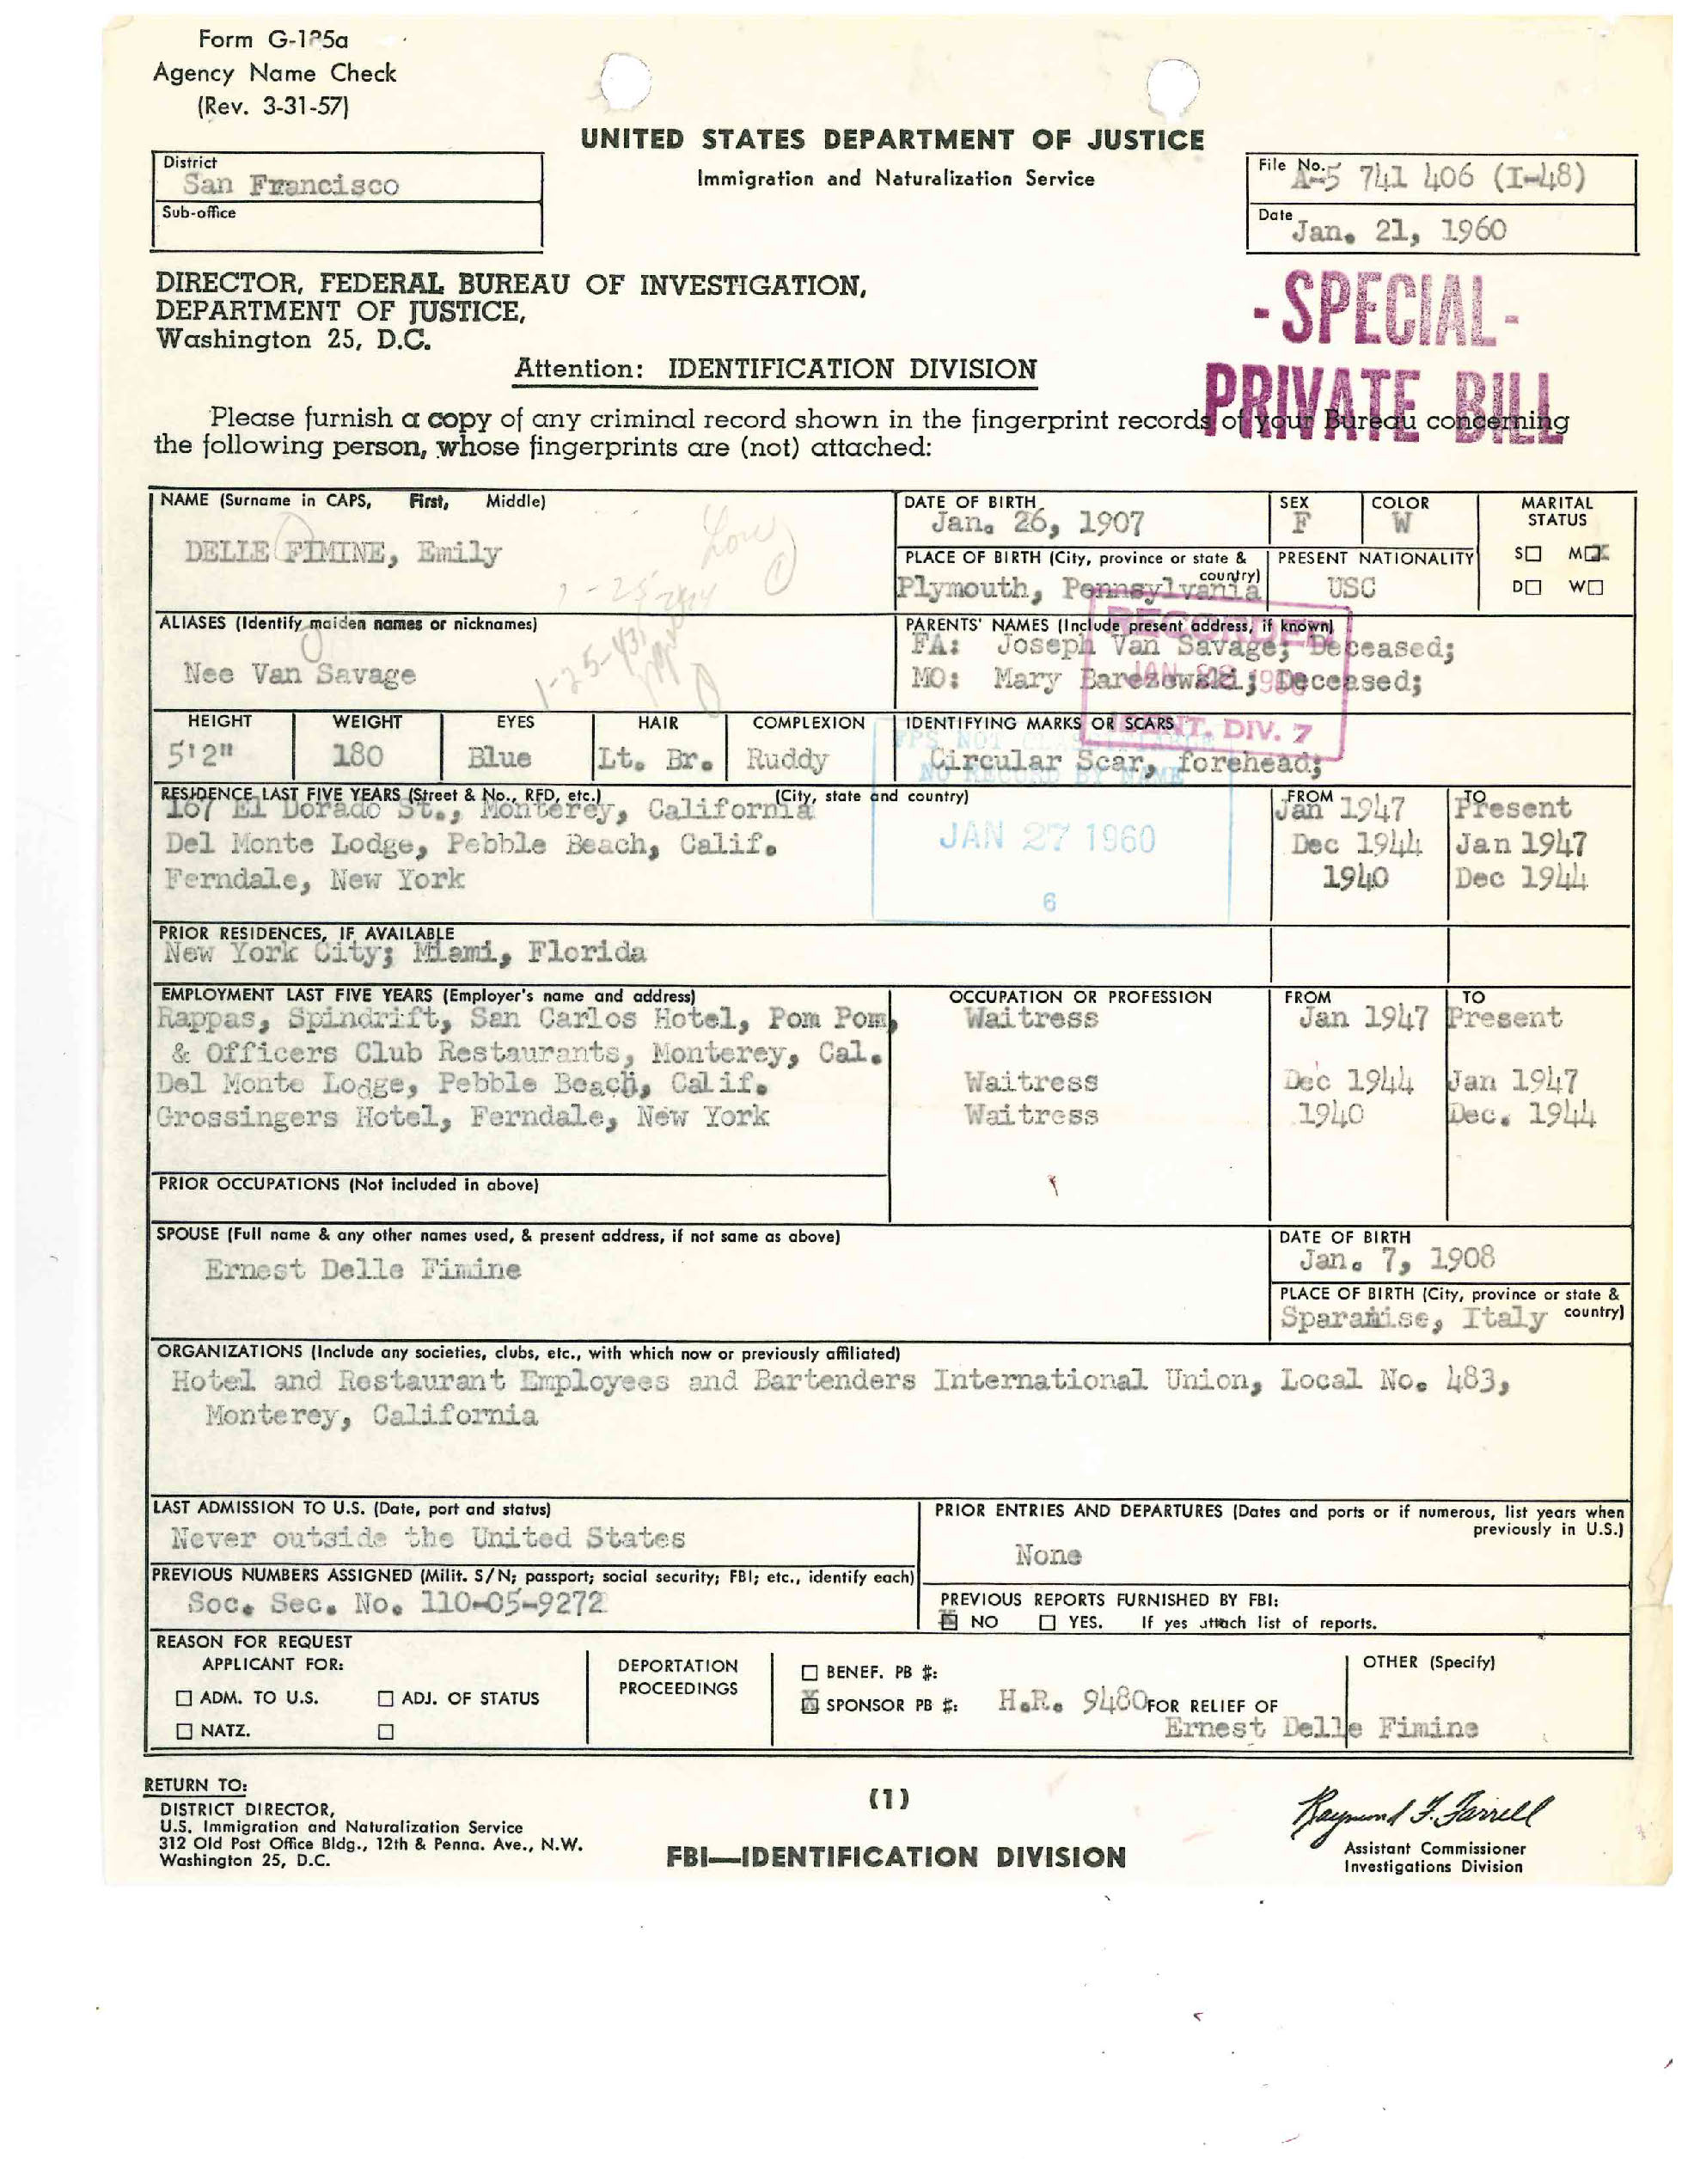 Form G-125a
Agency Name Check
(Rev. 3-31-57)
UNITED STATES DEPARTMENT OF JUSTICE
Immigration and Naturalization Service
District
San Francisco
Sub-office
File No.
A-5 741 406 (I-48)
Date
Jan. 21, 1960
DIRECTOR, FEDERAL BUREAU OF INVESTIGATION,
DEPARTMENT OF JUSTICE,
Washington 25, D.C.
- SPECIAL -
PRIVATE BILL
Attention: IDENTIFICATION DIVISION
Please furnish a copy of any criminal record shown in the fingerprint records of your Bureau concerning
the following person, whose fingerprints are (not) attached:
NAME (Surname in CAPS, First, Middle)
DELLE FIMINE, Emily
DATE OF BIRTH
Jan. 26, 1907
SEX
F
COLOR
W
MARITAL STATUS
S M
D W
PLACE OF BIRTH (City, province or state & country)
Plymouth, Pennsylvania
PRESENT NATIONALITY
USC
ALIASES (Identify maiden names or nicknames)
Nee Van Savage
1-25-43
PARENTS' NAMES (Include present address, if known)
FA: Joseph Van Savage; Deceased;
MO: Mary Deceased;
RECORDED
IDENT. DIV. 7
HEIGHT
5'2"
WEIGHT
180
EYES
Blue
HAIR
Lt. Br.
COMPLEXION
Ruddy
IDENTIFYING MARKS OR SCARS
Circular Scar, forehead;
NO RECORD BY NAME
JAN 27 1960
6
RESIDENCE LAST FIVE YEARS (Street & No., RFD, etc.) (City, state and country) FROM TO
167 El Dorado St., Monterey, California Jan 1947 Present
Del Monte Lodge, Pebble Beach, Calif. Dec 1944 Jan 1947
Ferndale, New York 1940 Dec 1944
PRIOR RESIDENCES, IF AVAILABLE
New York City; Miami, Florida
EMPLOYMENT LAST FIVE YEARS (Employer's name and address) OCCUPATION OR PROFESSION FROM TO
Rappas, Spindrift, San Carlos Hotel, Pom Pom, Waitress Jan 1947 Present
& Officers Club Restaurants, Monterey, Cal.
Del Monte Lodge, Pebble Beach, Calif. Waitress Dec 1944 Jan 1947
Grossingers Hotel, Ferndale, New York Waitress 1940 Dec. 1944
PRIOR OCCUPATIONS (Not included in above)
SPOUSE (Full name & any other names used, & present address, if not same as above)
Ernest Delle Fimine
DATE OF BIRTH
Jan. 7, 1908
PLACE OF BIRTH (City, province or state & country)
Sparanise, Italy
ORGANIZATIONS (Include any societies, clubs, etc., with which now or previously affiliated)
Hotel and Restaurant Employees and Bartenders International Union, Local No. 483,
Monterey, California
LAST ADMISSION TO U.S. (Date, port and status)
Never outside the United States
PRIOR ENTRIES AND DEPARTURES (Dates and ports or if numerous, list years when previously in U.S.)
None
PREVIOUS NUMBERS ASSIGNED (Milit. S/N; passport; social security; FBI; etc., identify each)
Soc. Sec. No. 110-05-9272
PREVIOUS REPORTS FURNISHED BY FBI:
NO YES. If yes attach list of reports.
REASON FOR REQUEST
APPLICANT FOR:
ADM. TO U.S. ADJ. OF STATUS
NATZ.
DEPORTATION PROCEEDINGS
BENEF. PB #:
SPONSOR PB #: H.R. 9480 FOR RELIEF OF
Ernest Delle Fimine
OTHER (Specify)
RETURN TO:
DISTRICT DIRECTOR,
U.S. Immigration and Naturalization Service
312 Old Post Office Bldg., 12th & Penna. Ave., N.W.
Washington 25, D.C.
(1)
FBI—IDENTIFICATION DIVISION
Raymond F. Farrell
Assistant Commissioner
Investigations Division